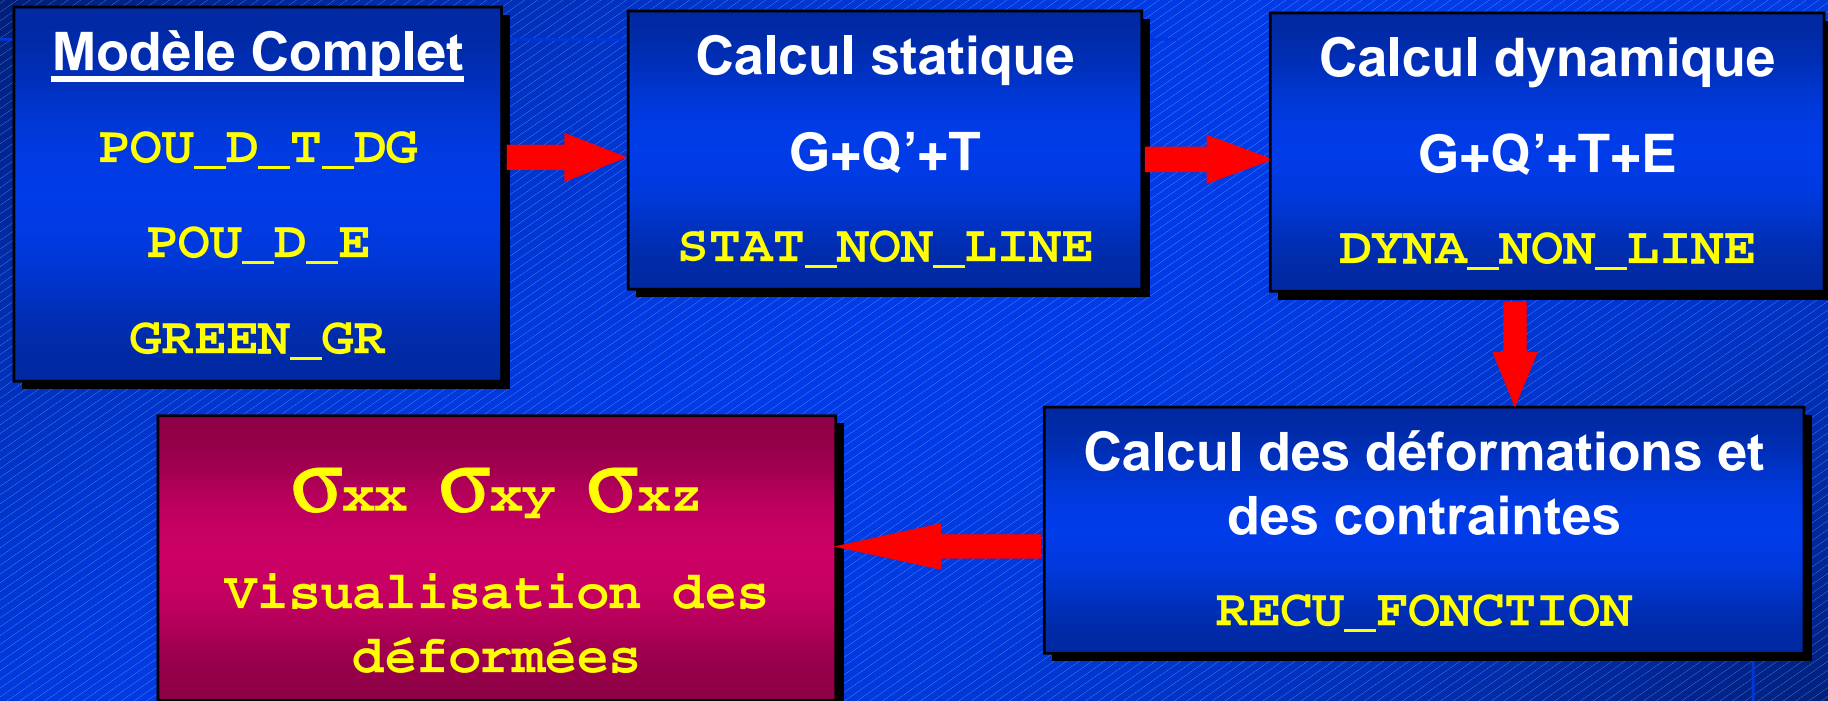 Modèle Complet
POU_D_T_DG
POU_D_E
GREEN_GR
Calcul statique
G+Q’+T
STAT_NON_LINE
Calcul dynamique
G+Q’+T+E
DYNA_NON_LINE
Calcul des déformations et
des contraintes
RECU_FONCTION
σxx σxy σxz
Visualisation des
déformées